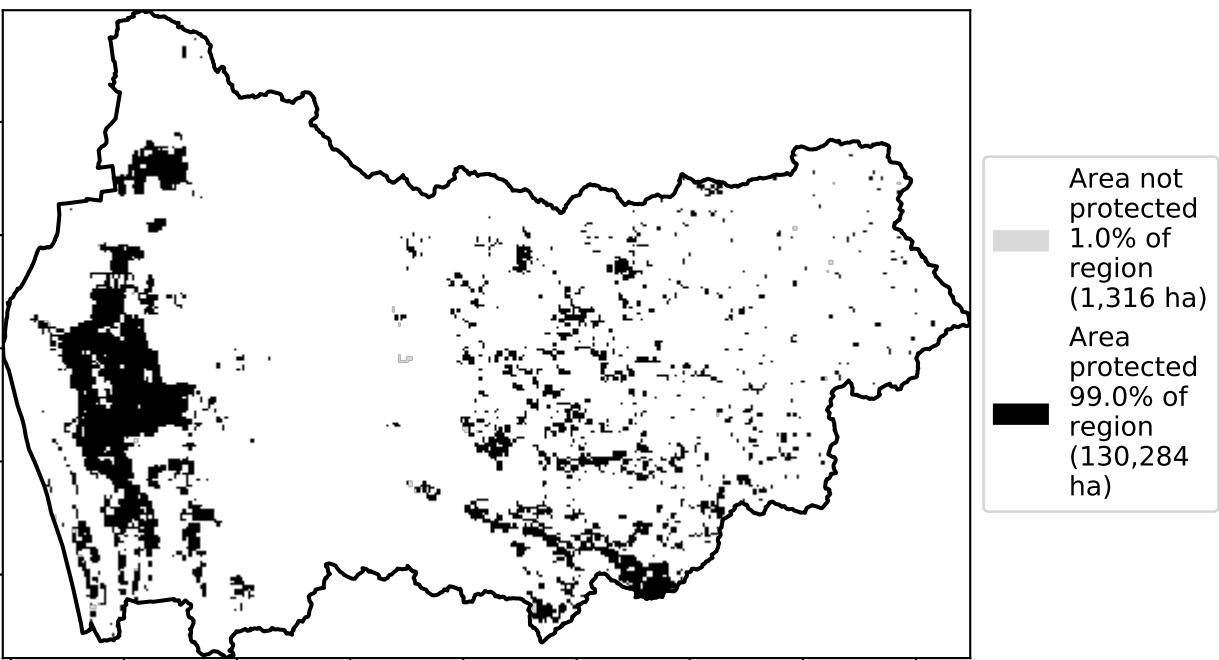 Area not
protected
1.0% of
region
(1,316 ha)
Area
protected
99.0% of
region
(130,284
ha)